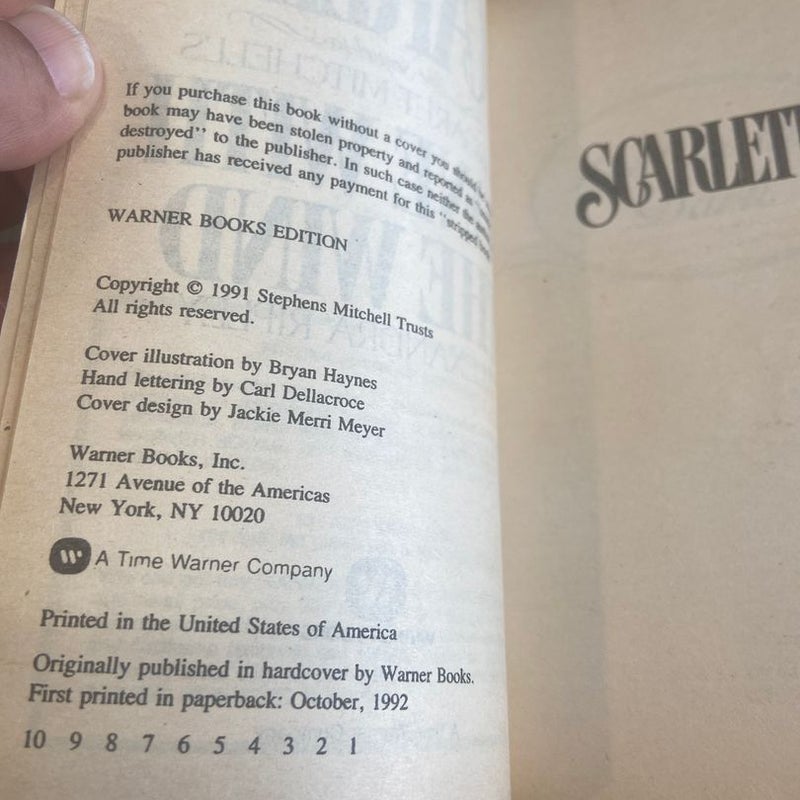 If you purchase this book without a cover you should
book may have been stolen property and reported as
destroyed" to the publisher. In such case neither the
publisher has received any payment for this "stripped
WARNER BOOKS EDITION
Copyright © 1991 Stephens Mitchell Trusts
All rights reserved.
Cover illustration by Bryan Haynes
Hand lettering by Carl Dellacroce
Cover design by Jackie Merri Meyer
Warner Books, Inc.
1271 Avenue of the Americas
New York, NY 10020
A Time Warner Company
Printed in the United States of America
Originally published in hardcover by Warner Books.
First printed in paperback: October, 1992
10 9 8 7 6 5 4 3 2 1
SCARLETT